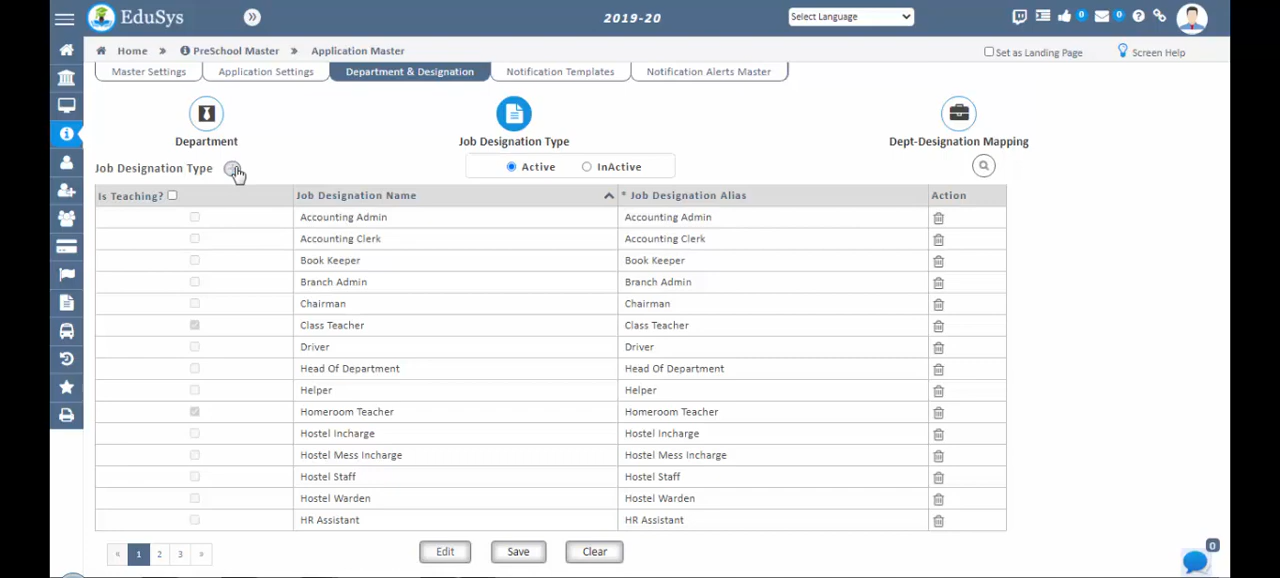 EduSys
»
2019-20
Select Language
0
0
Home » PreSchool Master » Application Master
Set as Landing Page
Screen Help
Master Settings
Application Settings
Department & Designation
Notification Templates
Notification Alerts Master
Department
Job Designation Type
Dept-Designation Mapping
Job Designation Type
Active
InActive
Is Teaching? Job Designation Name * Job Designation Alias Action
Accounting Admin Accounting Admin
Accounting Clerk Accounting Clerk
Book Keeper Book Keeper
Branch Admin Branch Admin
Chairman Chairman
Class Teacher Class Teacher
Driver Driver
Head Of Department Head Of Department
Helper Helper
Homeroom Teacher Homeroom Teacher
Hostel Incharge Hostel Incharge
Hostel Mess Incharge Hostel Mess Incharge
Hostel Staff Hostel Staff
Hostel Warden Hostel Warden
HR Assistant HR Assistant
« 1 2 3 »
Edit Save Clear
0